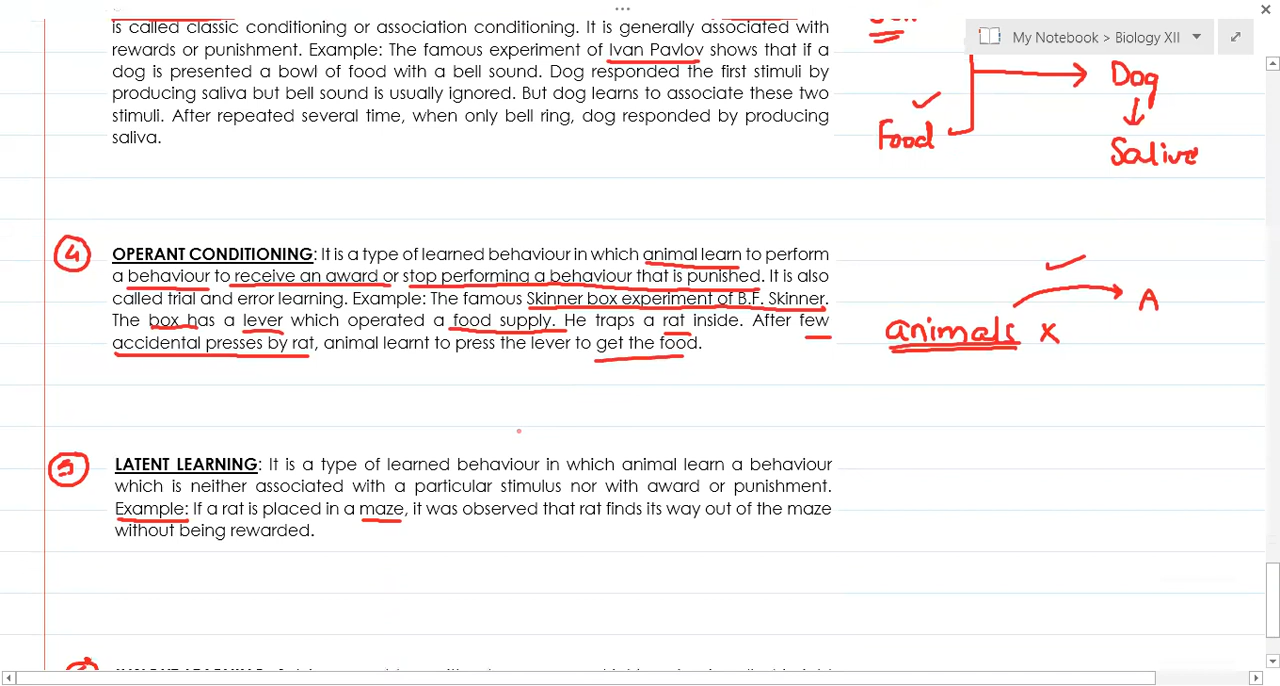 is called classic conditioning or association conditioning. It is generally associated with
rewards or punishment. Example: The famous experiment of Ivan Pavlov shows that if a
dog is presented a bowl of food with a bell sound. Dog responded the first stimuli by
producing saliva but bell sound is usually ignored. But dog learns to associate these two
stimuli. After repeated several time, when only bell ring, dog responded by producing
saliva.
My Notebook > Biology XII
Dog
Food
Saliva
4
OPERANT CONDITIONING: It is a type of learned behaviour in which animal learn to perform
a behaviour to receive an award or stop performing a behaviour that is punished. It is also
called trial and error learning. Example: The famous Skinner box experiment of B.F. Skinner.
The box has a lever which operated a food supply. He traps a rat inside. After few
accidental presses by rat, animal learnt to press the lever to get the food.
A
animals x
5
LATENT LEARNING: It is a type of learned behaviour in which animal learn a behaviour
which is neither associated with a particular stimulus nor with award or punishment.
Example: If a rat is placed in a maze, it was observed that rat finds its way out of the maze
without being rewarded.